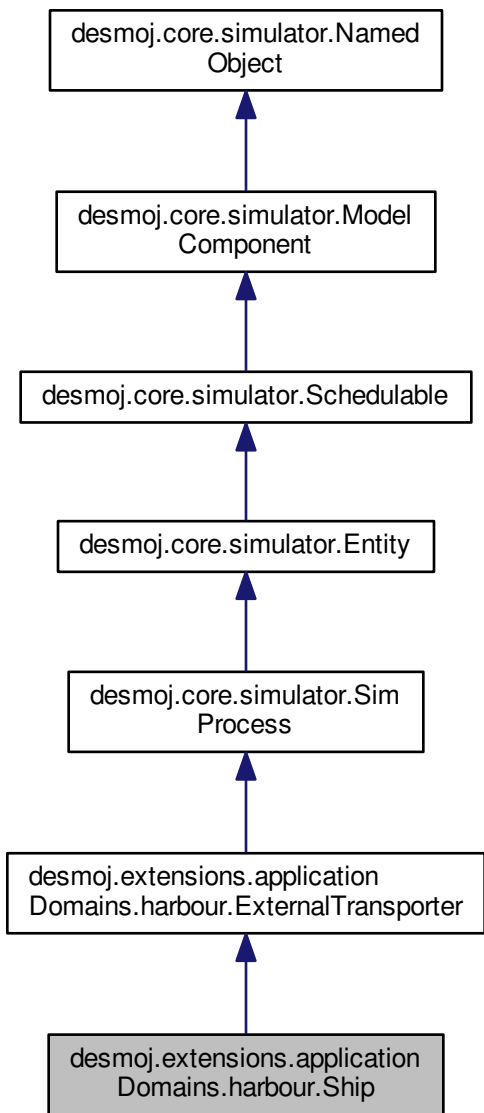 desmoj.core.simulator.Named
Object
desmoj.core.simulator.Model
Component
desmoj.core.simulator.Schedulable
desmoj.core.simulator.Entity
desmoj.core.simulator.Sim
Process
desmoj.extensions.application
Domains.harbour.ExternalTransporter
desmoj.extensions.application
Domains.harbour.Ship